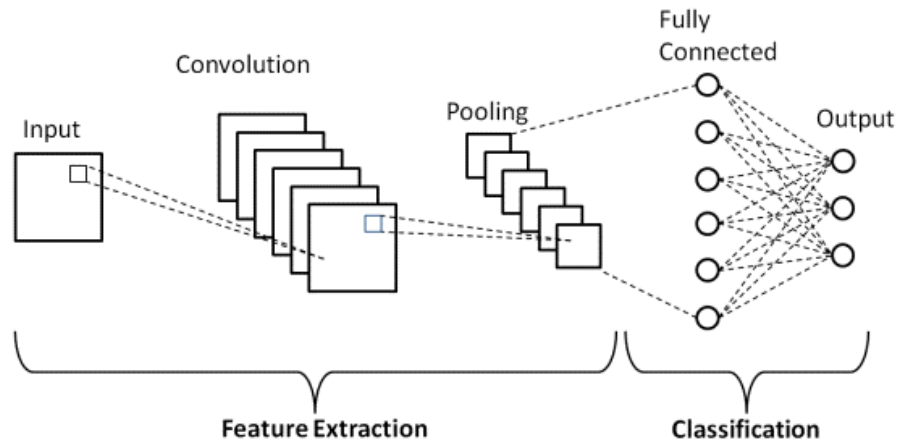 Input
Convolution
Pooling
Fully
Connected
Output
Feature Extraction
Classification